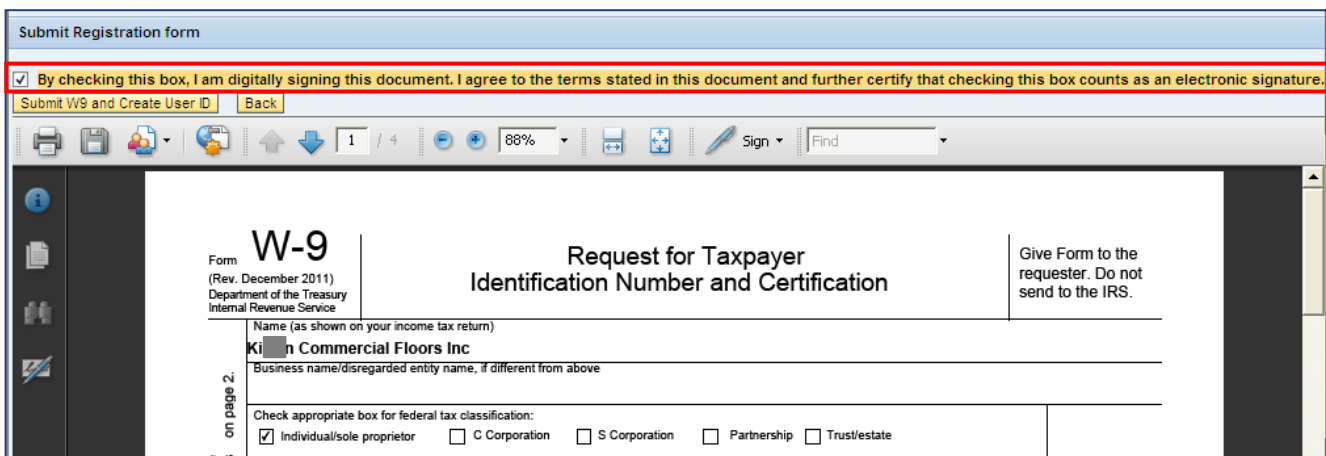 Submit Registration form
By checking this box, I am digitally signing this document. I agree to the terms stated in this document and further certify that checking this box counts as an electronic signature.
Submit W9 and Create User ID Back
1 / 4 88% Sign Find
Form W-9
(Rev. December 2011)
Department of the Treasury
Internal Revenue Service
Request for Taxpayer
Identification Number and Certification
Give Form to the
requester. Do not
send to the IRS.
Name (as shown on your income tax return)
Commercial Floors Inc
Business name/disregarded entity name, if different from above
on page 2.
Check appropriate box for federal tax classification:
Individual/sole proprietor C Corporation S Corporation Partnership Trust/estate